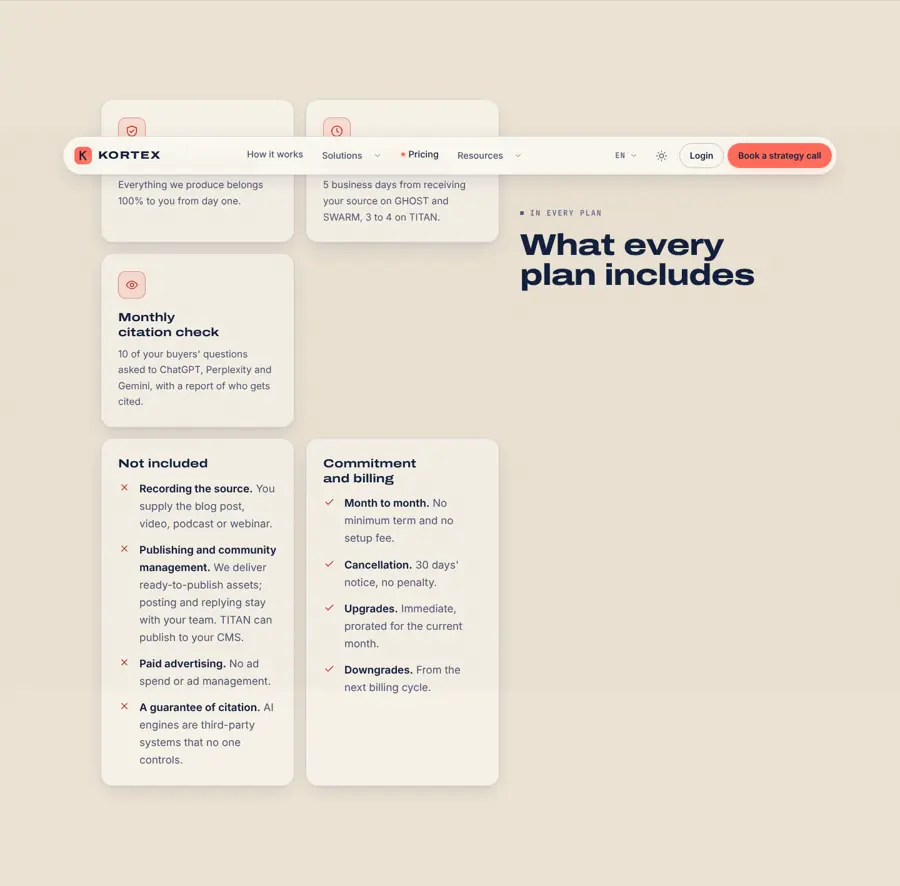 K KORTEX
How it works
Solutions
Pricing
Resources
EN
Login
Book a strategy call
Everything we produce belongs
100% to you from day one.
5 business days from receiving
your source on GHOST and
SWARM, 3 to 4 on TITAN.
IN EVERY PLAN
What every
plan includes
Monthly
citation check
10 of your buyers' questions
asked to ChatGPT, Perplexity and
Gemini, with a report of who gets
cited.
Not included
Recording the source. You
supply the blog post,
video, podcast or webinar.
Publishing and community
management. We deliver
ready-to-publish assets;
posting and replying stay
with your team. TITAN can
publish to your CMS.
Paid advertising. No ad
spend or ad management.
A guarantee of citation. AI
engines are third-party
systems that no one
controls.
Commitment
and billing
Month to month. No
minimum term and no
setup fee.
Cancellation. 30 days'
notice, no penalty.
Upgrades. Immediate,
prorated for the current
month.
Downgrades. From the
next billing cycle.